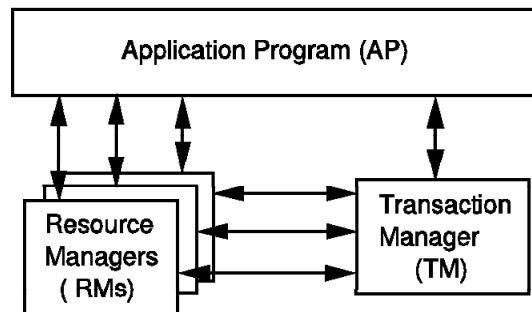 Application Program (AP)
Resource
Managers
( RMs)
Transaction
Manager
(TM)